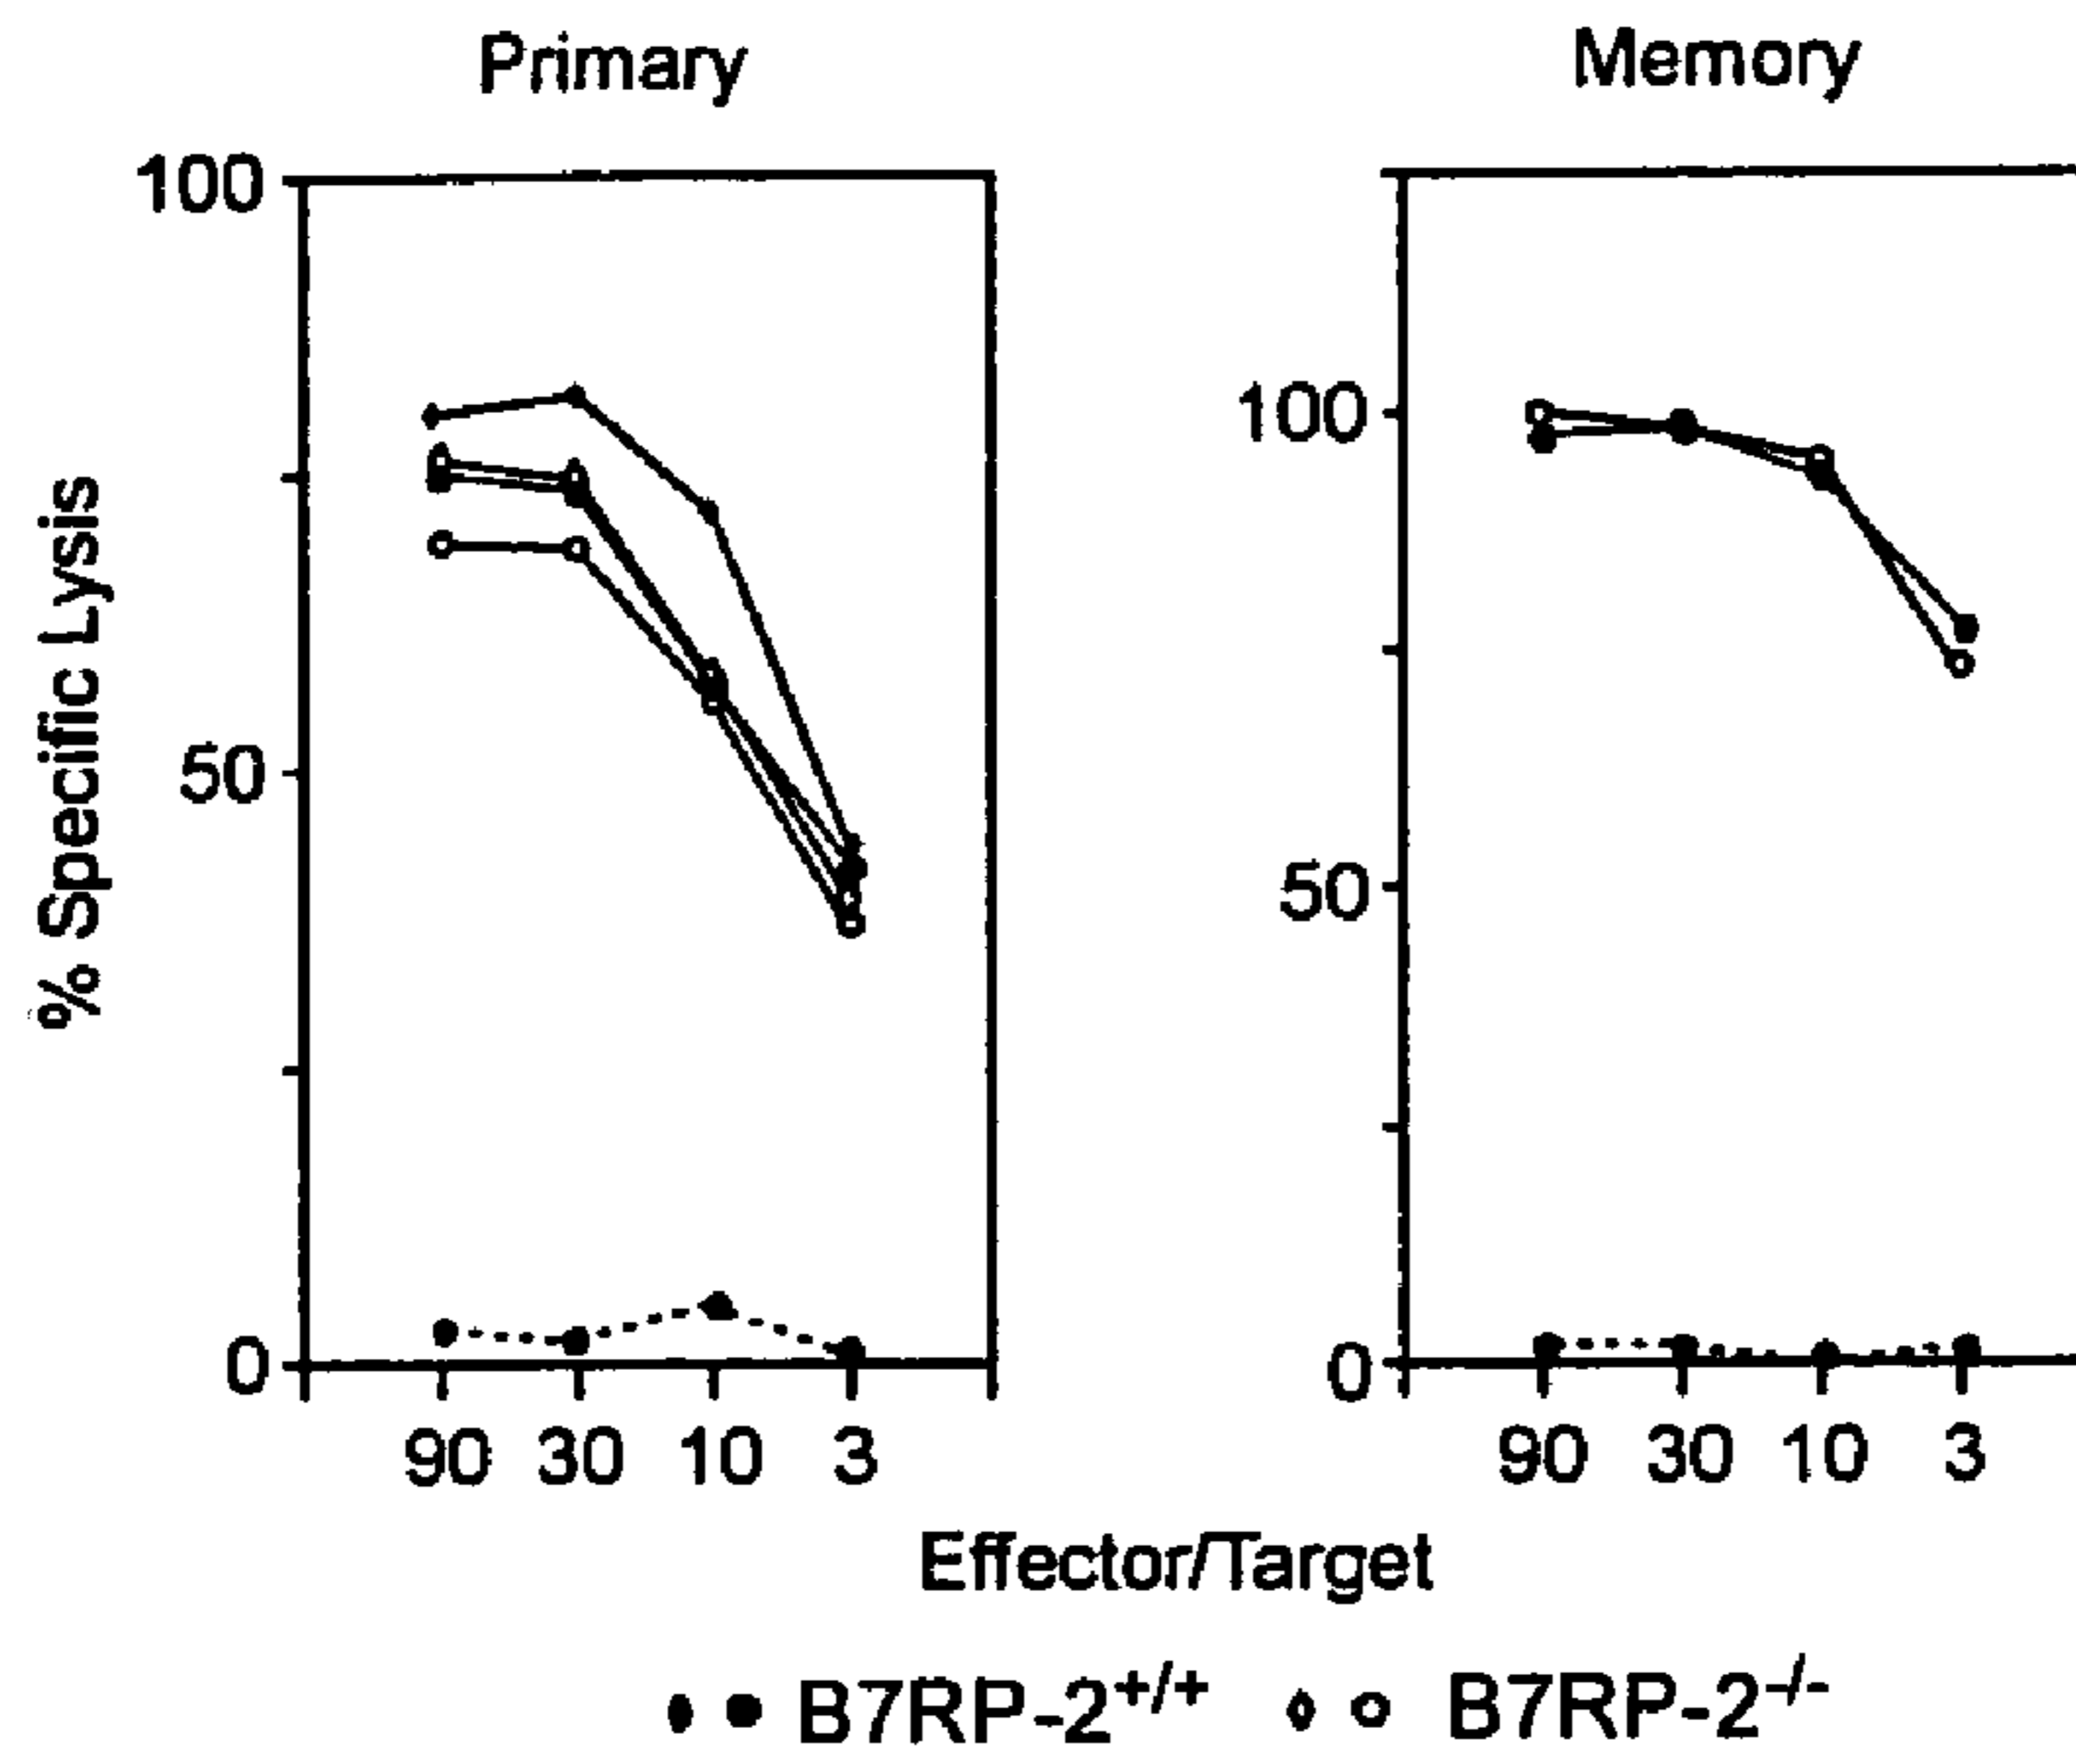 Primary
Memory
100
50
0
100
50
0
% Specific Lysis
90 30 10 3
90 30 10 3
Effector/Target
B7RP-2+/+
B7RP-2-/-